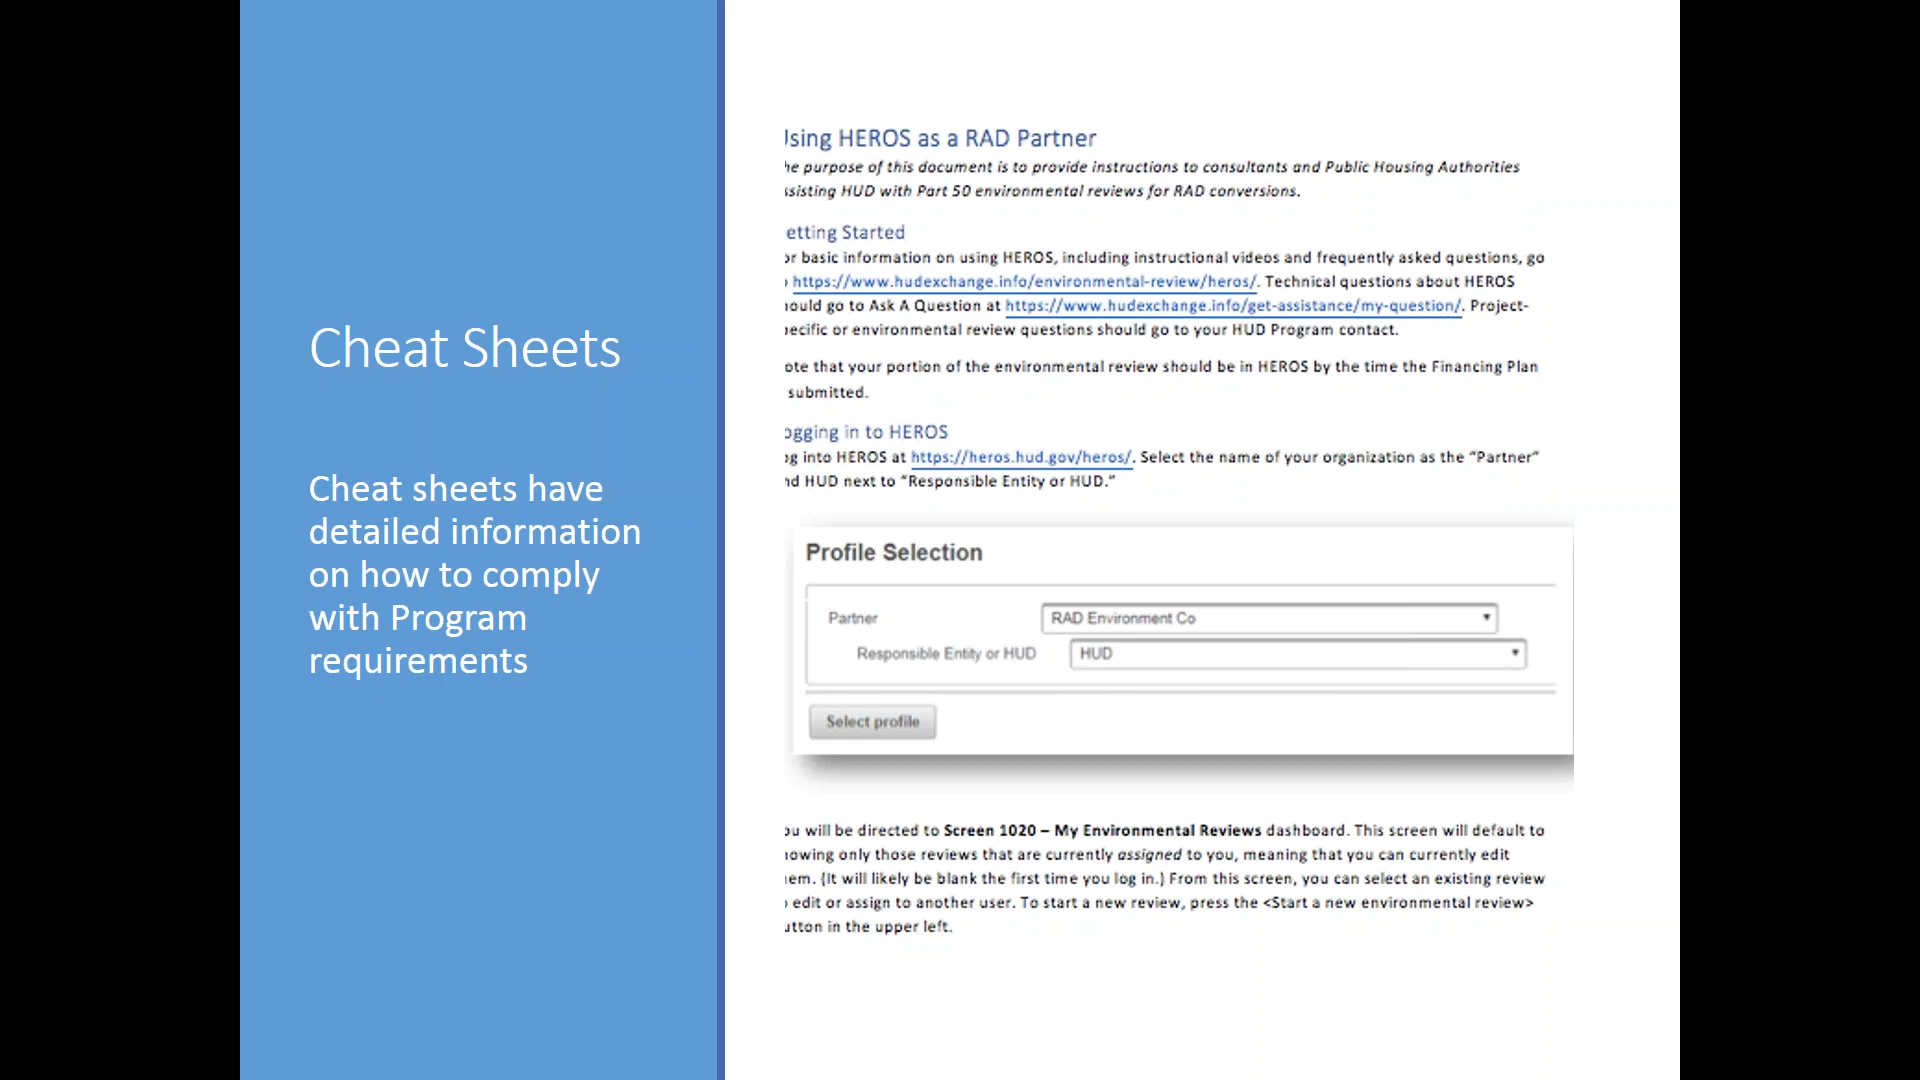 Cheat Sheets
Cheat sheets have
detailed information
on how to comply
with Program
requirements
sing HEROS as a RAD Partner
he purpose of this document is to provide instructions to consultants and Public Housing Authorities
ssisting HUD with Part 50 environmental reviews for RAD conversions.
etting Started
or basic information on using HEROS, including instructional videos and frequently asked questions, go
https://www.hudexchange.info/environmental-review/heros/. Technical questions about HEROS
ould go to Ask A Question at https://www.hudexchange.info/get-assistance/my-question/. Project-
pecific or environmental review questions should go to your HUD Program contact.
ote that your portion of the environmental review should be in HEROS by the time the Financing Plan
submitted.
ogging in to HEROS
og into HEROS at https://heros.hud.gov/heros/. Select the name of your organization as the “Partner”
nd HUD next to “Responsible Entity or HUD.”
Profile Selection
Partner RAD Environment Co
Responsible Entity or HUD HUD
Select profile
ou will be directed to Screen 1020 – My Environmental Reviews dashboard. This screen will default to
howing only those reviews that are currently assigned to you, meaning that you can currently edit
em. (It will likely be blank the first time you log in.) From this screen, you can select an existing review
edit or assign to another user. To start a new review, press the <Start a new environmental review>
utton in the upper left.